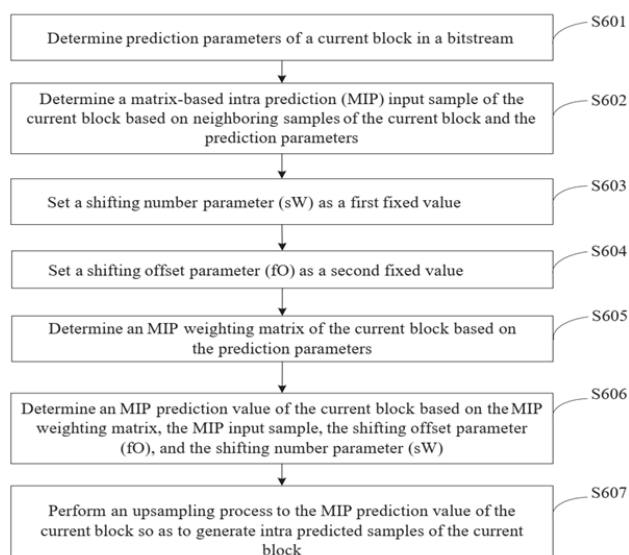 Determine prediction parameters of a current block in a bitstream
S601
Determine a matrix-based intra prediction (MIP) input sample of the
current block based on neighboring samples of the current block and the
prediction parameters
S602
Set a shifting number parameter (sW) as a first fixed value
S603
Set a shifting offset parameter (fO) as a second fixed value
S604
Determine an MIP weighting matrix of the current block based on
the prediction parameters
S605
Determine an MIP prediction value of the current block based on the MIP
weighting matrix, the MIP input sample, the shifting offset parameter
(fO), and the shifting number parameter (sW)
S606
Perform an upsampling process to the MIP prediction value of the
current block so as to generate intra predicted samples of the current
block
S607